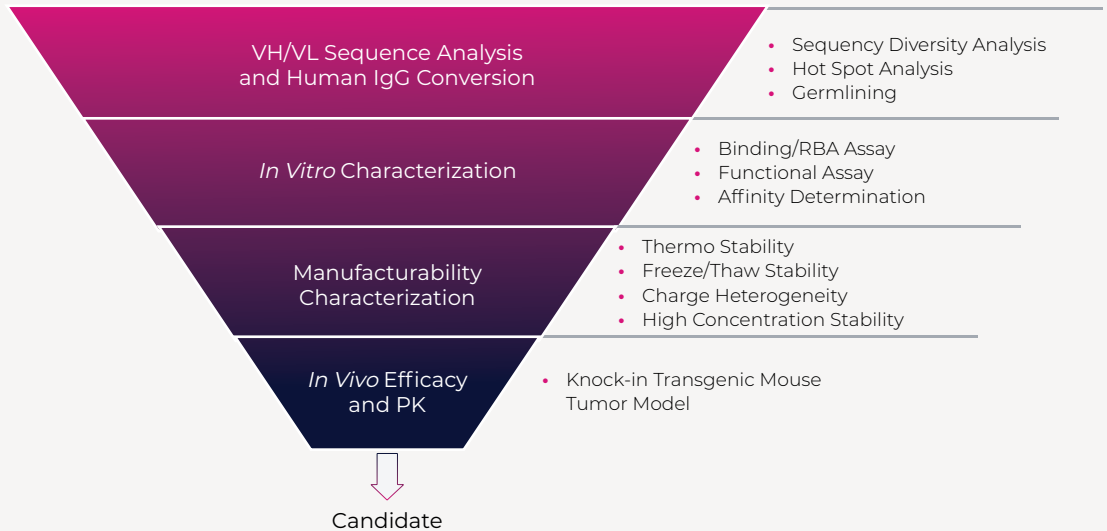 VH/VL Sequence Analysis
and Human IgG Conversion
• Sequency Diversity Analysis
• Hot Spot Analysis
• Germlining
In Vitro Characterization
• Binding/RBA Assay
• Functional Assay
• Affinity Determination
Manufacturability
Characterization
• Thermo Stability
• Freeze/Thaw Stability
• Charge Heterogeneity
• High Concentration Stability
In Vivo Efficacy
and PK
• Knock-in Transgenic Mouse
Tumor Model
Candidate